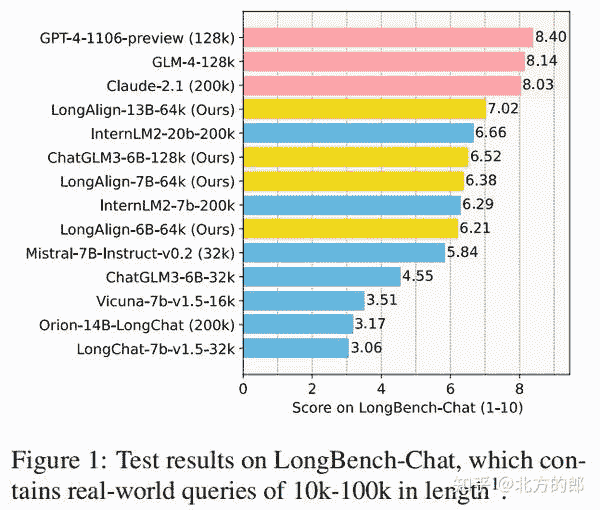 GPT-4-1106-preview (128k) 8.40
GLM-4-128k 8.14
Claude-2.1 (200k) 8.03
LongAlign-13B-64k (Ours) 7.02
InternLM2-20b-200k 6.66
ChatGLM3-6B-128k (Ours) 6.52
LongAlign-7B-64k (Ours) 6.38
InternLM2-7b-200k 6.29
LongAlign-6B-64k (Ours) 6.21
Mistral-7B-Instruct-v0.2 (32k) 5.84
ChatGLM3-6B-32k 4.55
Vicuna-7b-v1.5-16k 3.51
Orion-14B-LongChat (200k) 3.17
LongChat-7b-v1.5-32k 3.06
0 2 4 6 8
Score on LongBench-Chat (1-10)
Figure 1: Test results on LongBench-Chat, which con-
tains real-world queries of 10k-100k in length¹.
知乎 @北方的郎